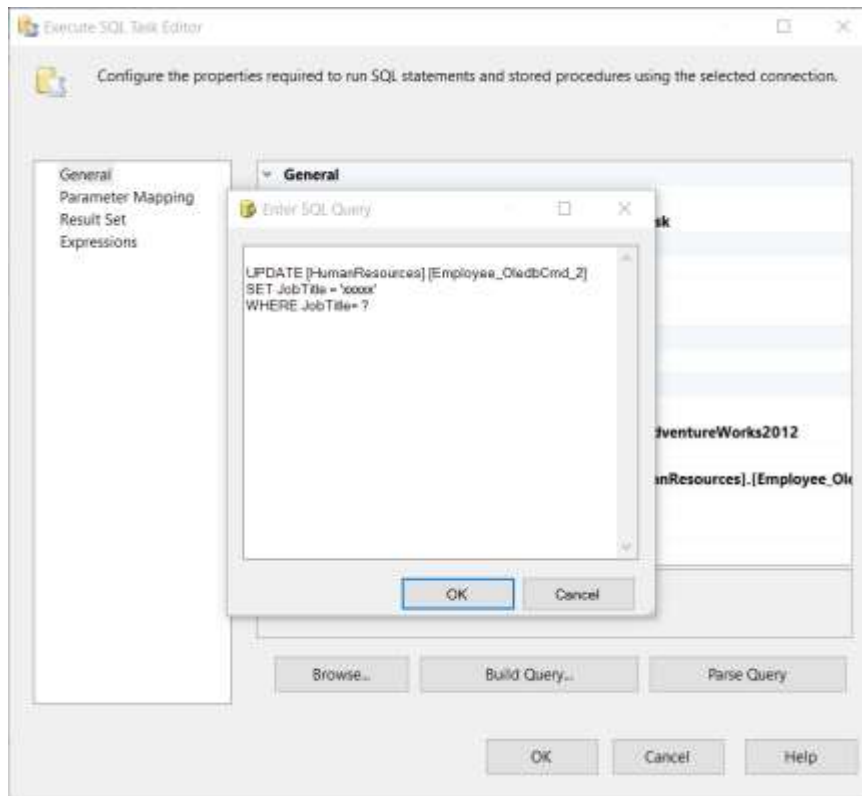 Execute SQL Task Editor
Configure the properties required to run SQL statements and stored procedures using the selected connection.
General
Parameter Mapping
Result Set
Expressions
General
sk
Enter SQL Query
UPDATE [HumanResources].[Employee_OledbCmd_2]
SET JobTitle = 'xxxxx'
WHERE JobTitle= ?
dventureWorks2012
nResources].[Employee_Ole
OK
Cancel
Browse...
Build Query...
Parse Query
OK
Cancel
Help